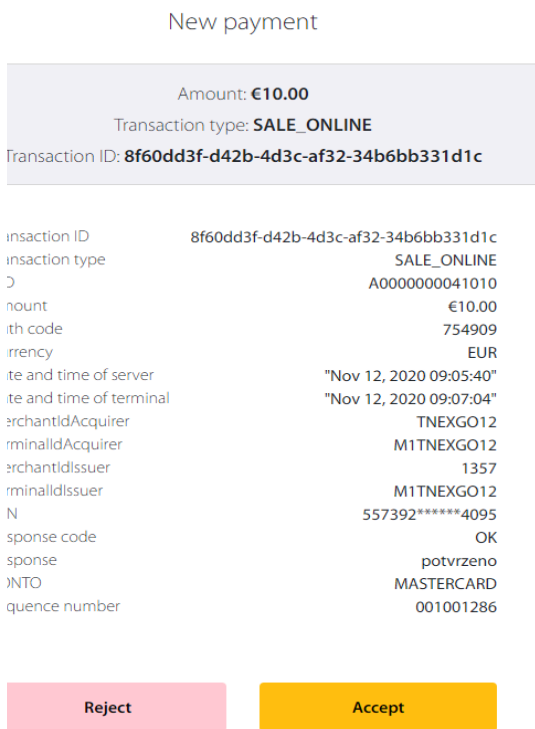 New payment
Amount: €10.00
Transaction type: SALE_ONLINE
Transaction ID: 8f60dd3f-d42b-4d3c-af32-34b6bb331d1c
ansaction ID 8f60dd3f-d42b-4d3c-af32-34b6bb331d1c
ansaction type SALE_ONLINE
D A0000000041010
nount €10.00
th code 754909
rrency EUR
te and time of server "Nov 12, 2020 09:05:40"
te and time of terminal "Nov 12, 2020 09:07:04"
erchantIdAcquirer TNEXGO12
rminalIdAcquirer M1TNEXGO12
erchantIdIssuer 1357
rminalIdIssuer M1TNEXGO12
N 557392******4095
sponse code OK
sponse potvrzeno
ONTO MASTERCARD
quence number 001001286
Reject Accept